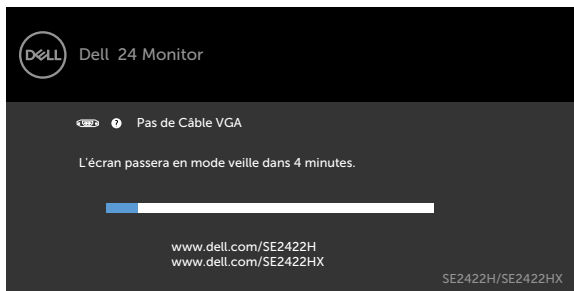 DELL
Dell 24 Monitor
Pas de Câble VGA
L'écran passera en mode veille dans 4 minutes.
www.dell.com/SE2422H
www.dell.com/SE2422HX
SE2422H/SE2422HX